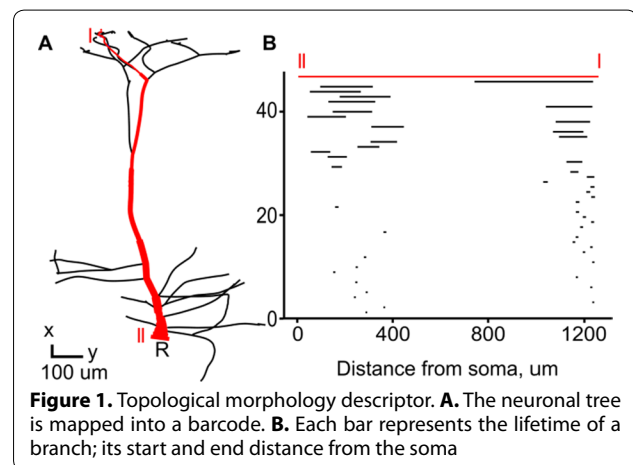 A
I
II
R
x
y
100 um
B
II
I
40
20
0
0
400
800
1200
Distance from soma, um
Figure 1. Topological morphology descriptor. A. The neuronal tree
is mapped into a barcode. B. Each bar represents the lifetime of a
branch; its start and end distance from the soma